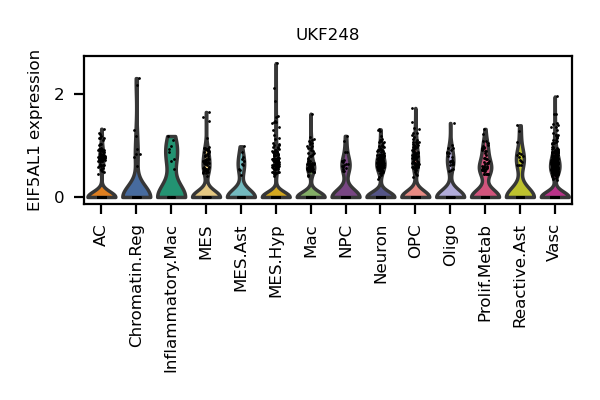 UKF248
EIF5AL1 expression
2
0
AC
Chromatin.Reg
Inflammatory.Mac
MES
MES.Ast
MES.Hyp
Mac
NPC
Neuron
OPC
Oligo
Prolif.Metab
Reactive.Ast
Vasc